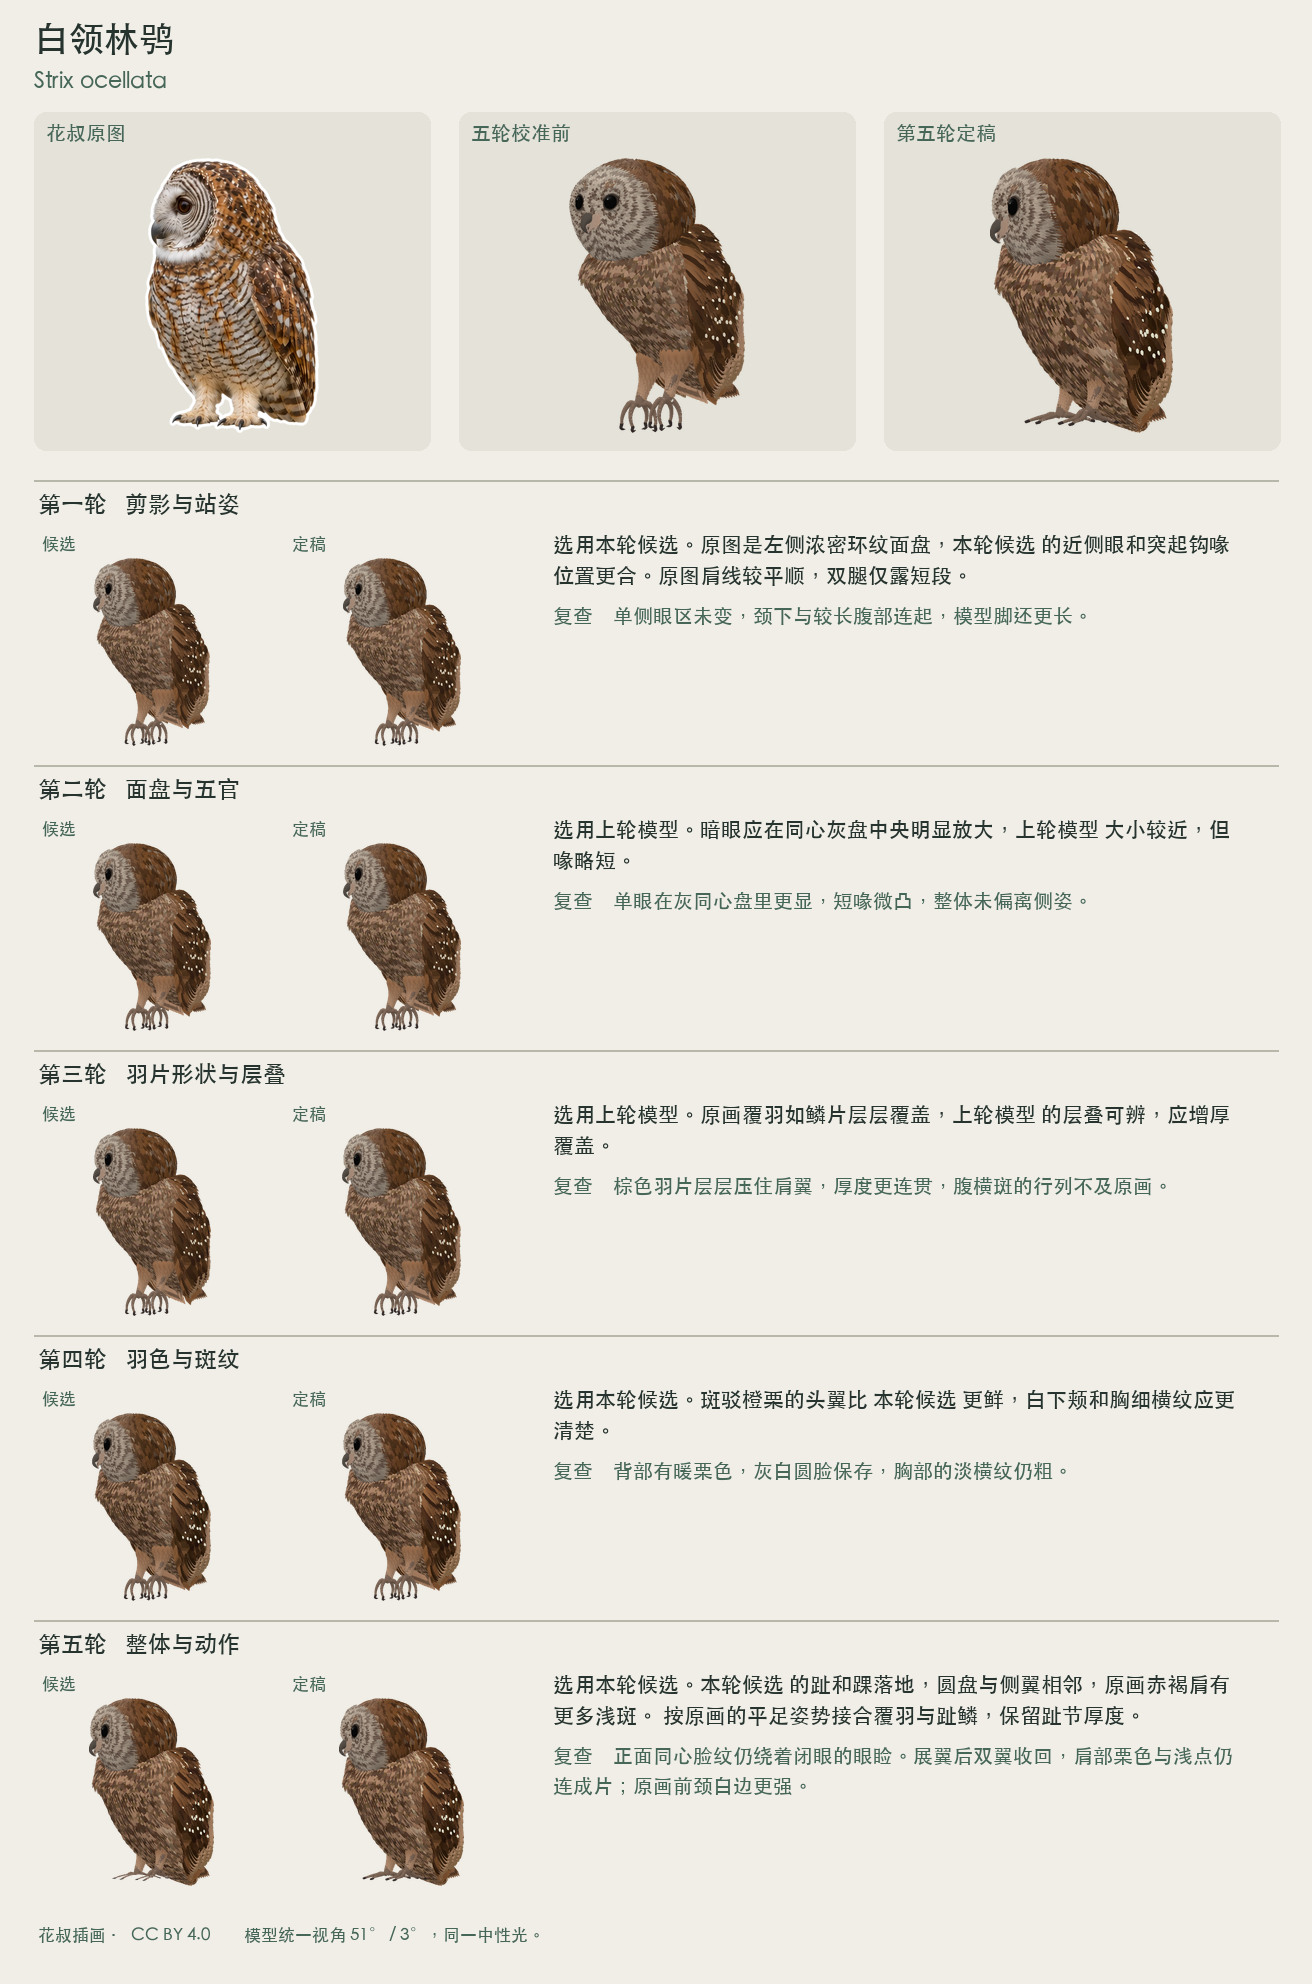 白领林鸮
Strix ocellata
花叔原图
五轮校准前
第五轮定稿
第一轮 剪影与站姿
候选
定稿
选用本轮候选。原图是左侧浓密环纹面盘，本轮候选 的近侧眼和突起钩喙
位置更合。原图肩线较平顺，双腿仅露短段。
复查 单侧眼区未变，颈下与较长腹部连起，模型脚还更长。
第二轮 面盘与五官
候选
定稿
选用上轮模型。暗眼应在同心灰盘中央明显放大，上轮模型 大小较近，但
喙略短。
复查 单眼在灰同心盘里更显，短喙微凸，整体未偏离侧姿。
第三轮 羽片形状与层叠
候选
定稿
选用上轮模型。原画覆羽如鳞片层层覆盖，上轮模型 的层叠可辨，应增厚
覆盖。
复查 棕色羽片层层压住肩翼，厚度更连贯，腹横斑的行列不及原画。
第四轮 羽色与斑纹
候选
定稿
选用本轮候选。斑驳橙栗的头翼比 本轮候选 更鲜，白下颊和胸细横纹应更
清楚。
复查 背部有暖栗色，灰白圆脸保存，胸部的淡横纹仍粗。
第五轮 整体与动作
候选
定稿
选用本轮候选。本轮候选 的趾和踝落地，圆盘与侧翼相邻，原画赤褐肩有
更多浅斑。 按原画的平足姿势接合覆羽与趾鳞，保留趾节厚度。
复查 正面同心脸纹仍绕着闭眼的眼睑。展翼后双翼收回，肩部栗色与浅点仍
连成片；原画前颈白边更强。
花叔插画 · CC BY 4.0 模型统一视角 51° / 3° ，同一中性光。